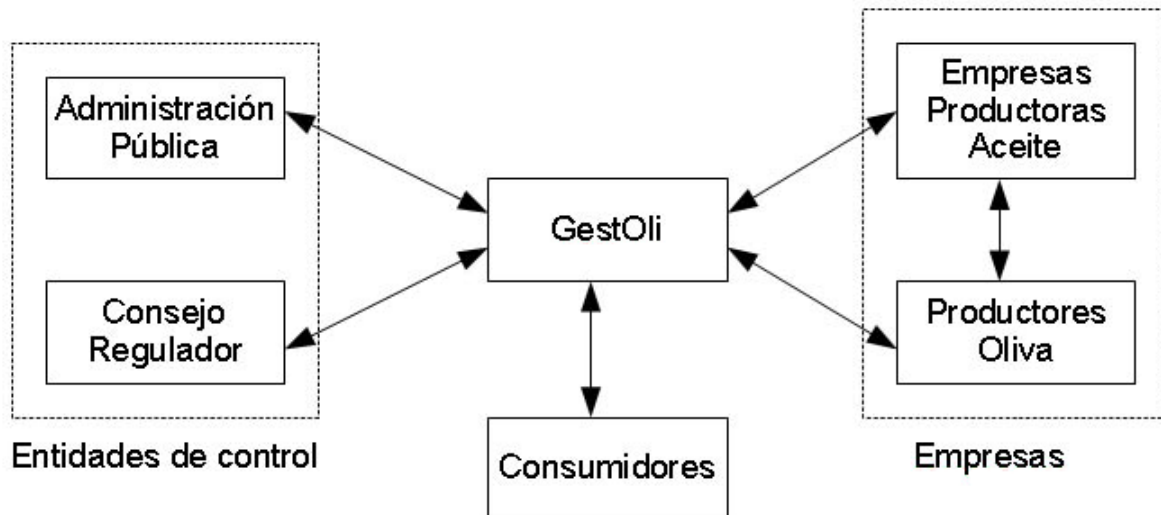 Administración
Pública
Consejo
Regulador
Entidades de control
GestOli
Consumidores
Empresas
Productoras
Aceite
Productores
Oliva
Empresas